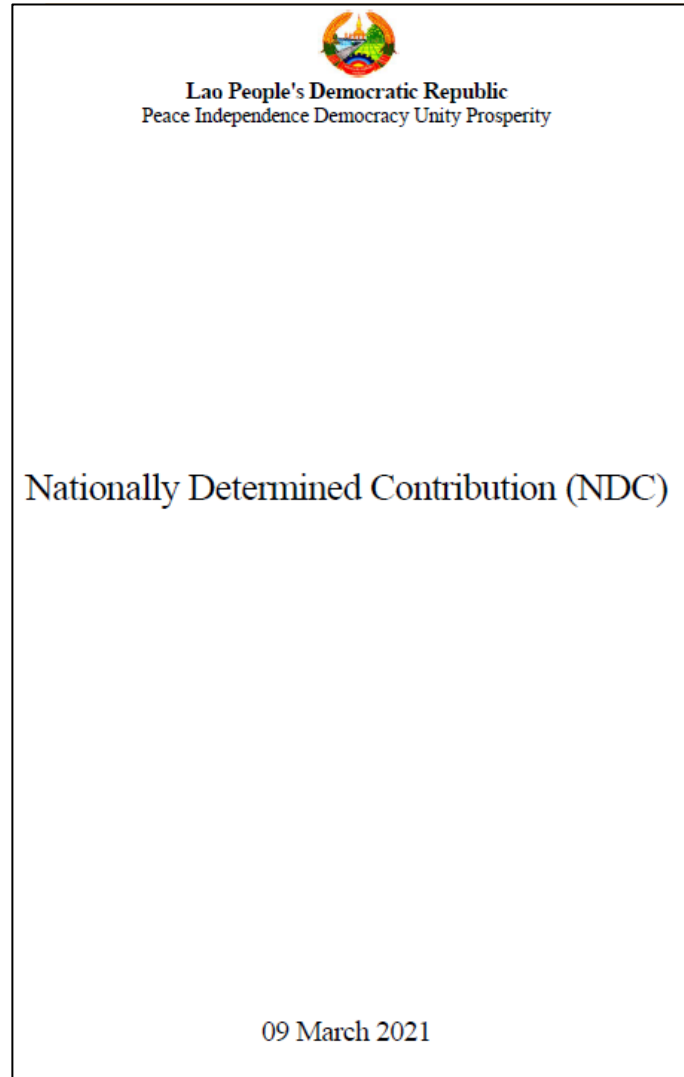 Lao People's Democratic Republic
Peace Independence Democracy Unity Prosperity
Nationally Determined Contribution (NDC)
09 March 2021